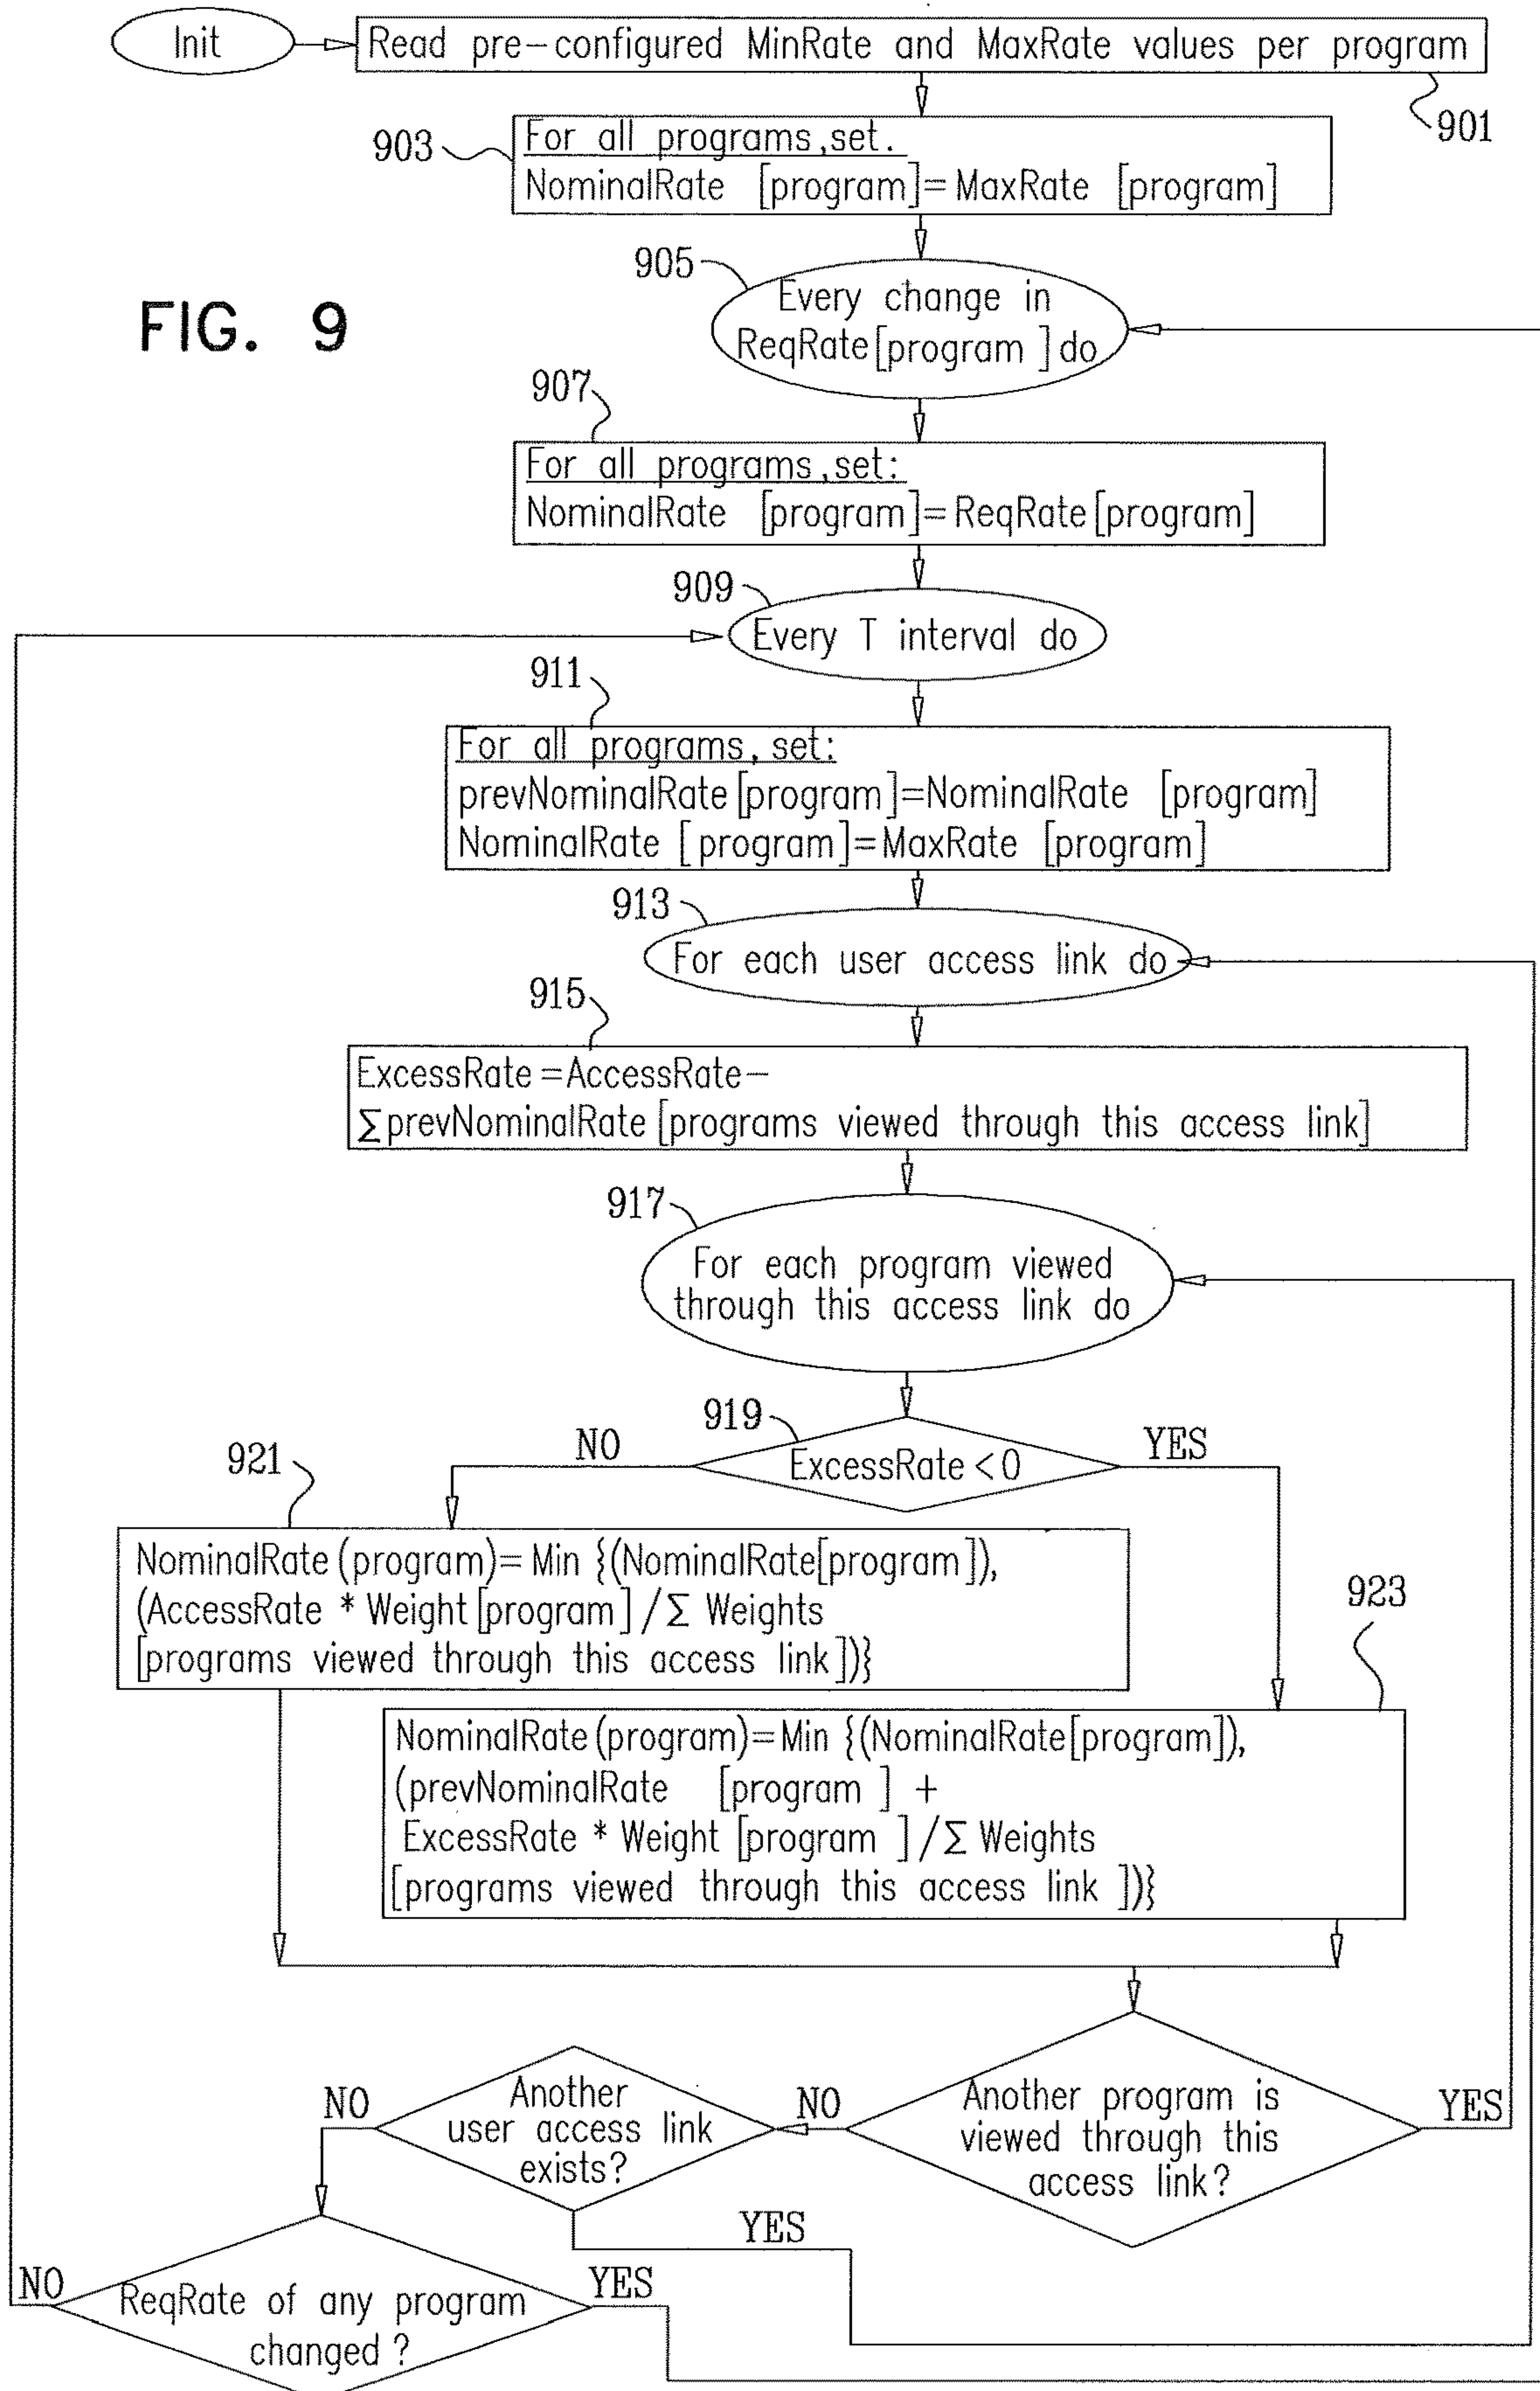 Init
Read pre-configured MinRate and MaxRate values per program
901
903
For all programs,set.
NominalRate [program]=MaxRate [program]
905
Every change in
ReqRate[program ] do
FIG. 9
907
For all programs,set:
NominalRate [program]=ReqRate[program]
909
Every T interval do
911
For all programs, set:
prevNominalRate[program]=NominalRate [program]
NominalRate [ program]=MaxRate [program]
913
For each user access link do
915
ExcessRate=AccessRate-
∑prevNominalRate[programs viewed through this access link]
917
For each program viewed
through this access link do
919
ExcessRate<0
NO
YES
921
NominalRate(program)= Min {(NominalRate[program]),
(AccessRate * Weight[program] /∑ Weights
[programs viewed through this access link])}
923
NominalRate(program)=Min {(NominalRate[program]),
(prevNominalRate [program ] +
ExcessRate * Weight [program ] /∑ Weights
[programs viewed through this access link ])}
Another program is
viewed through this
access link?
YES
NO
Another
user access link
exists?
NO
YES
ReqRate of any program
changed ?
NO
YES